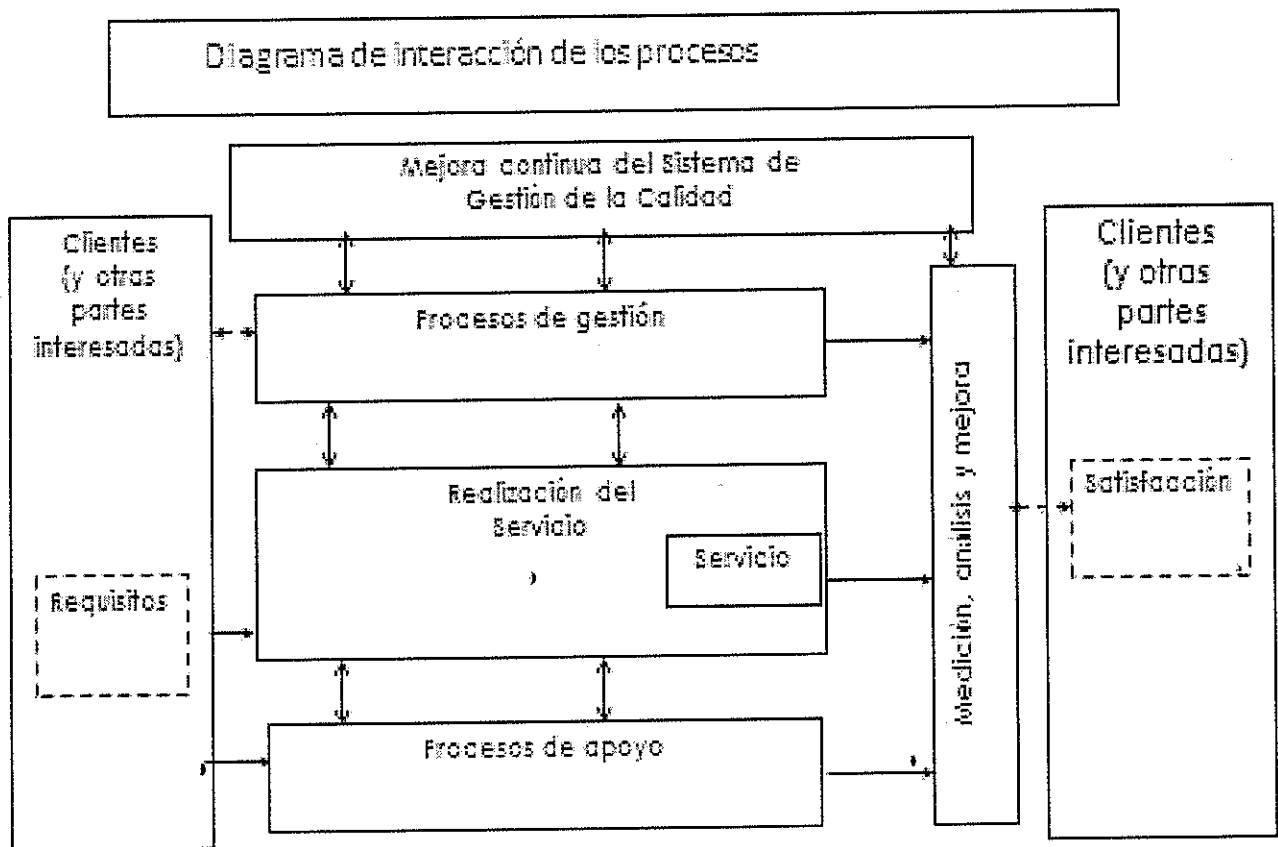 Diagrama de interacción de los procesos
Mejora continua del Sistema de
Gestión de la Calidad
Clientes
(y otras
partes
interesadas)
Requisitos
Procesos de gestión
Realización del
Servicio
Servicio
Procesos de apoyo
Medición, análisis y mejora
Clientes
(y otras
partes
interesadas)
Satisfacción